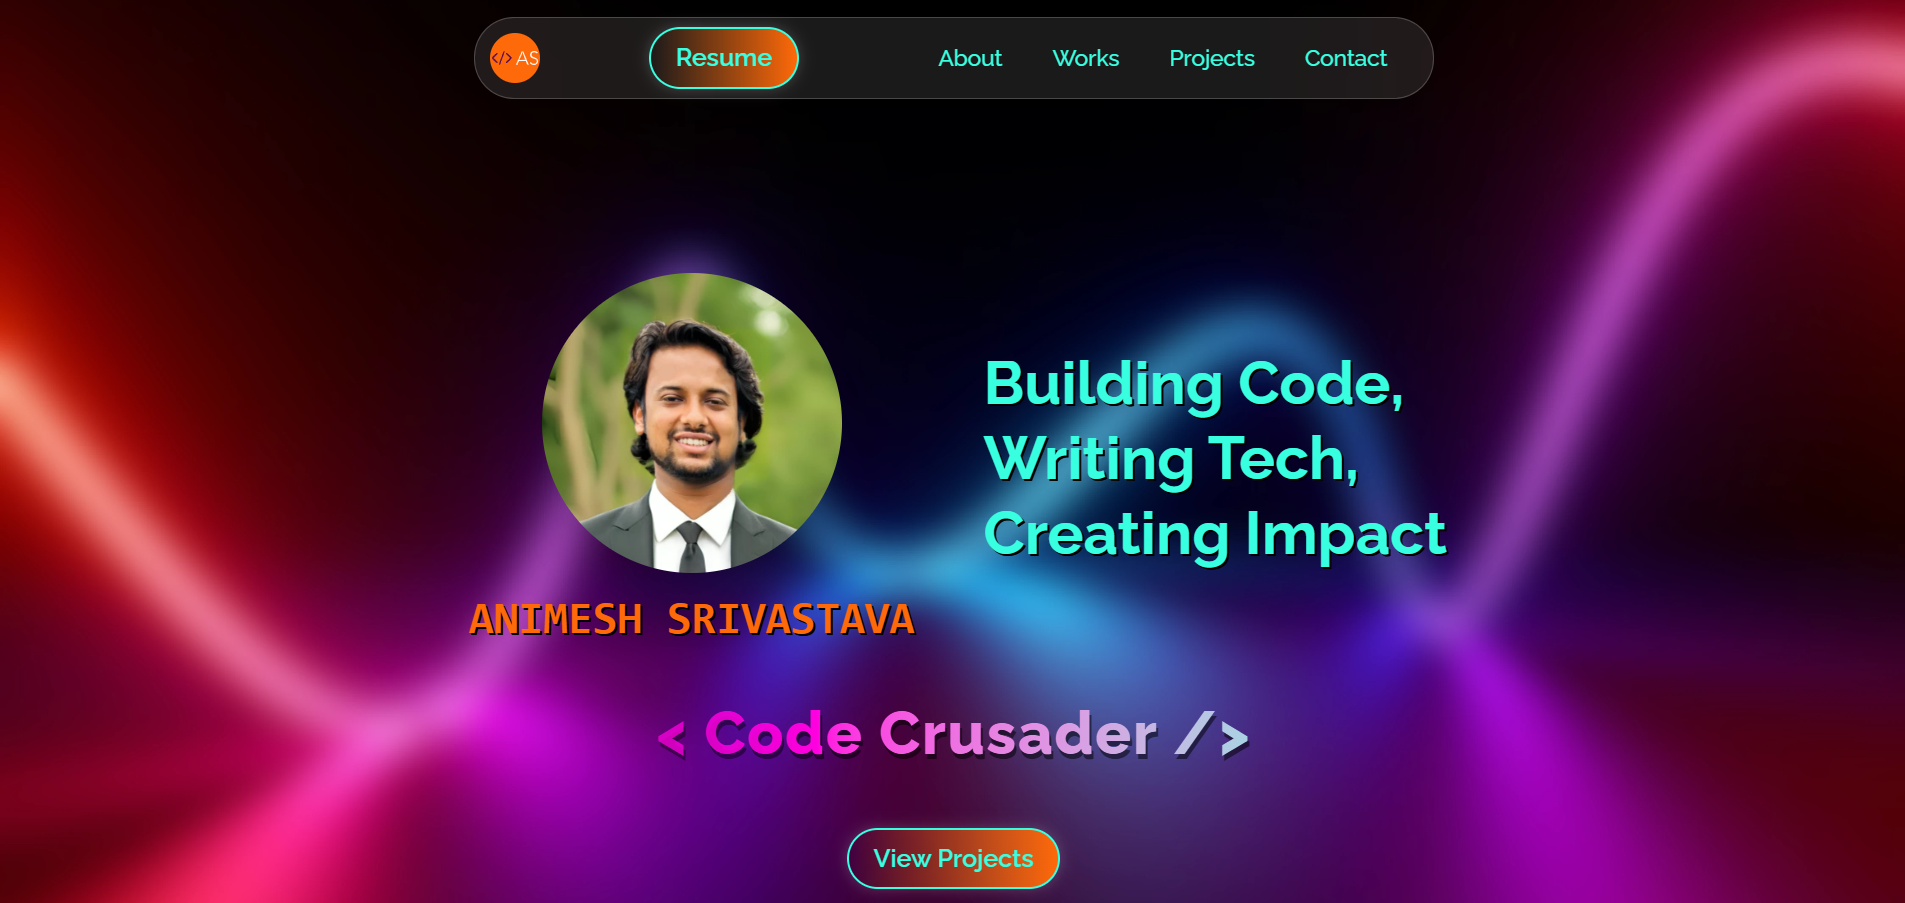 </> AS
Resume
About
Works
Projects
Contact
Building Code,
Writing Tech,
Creating Impact
ANIMESH SRIVASTAVA
< Code Crusader />
View Projects